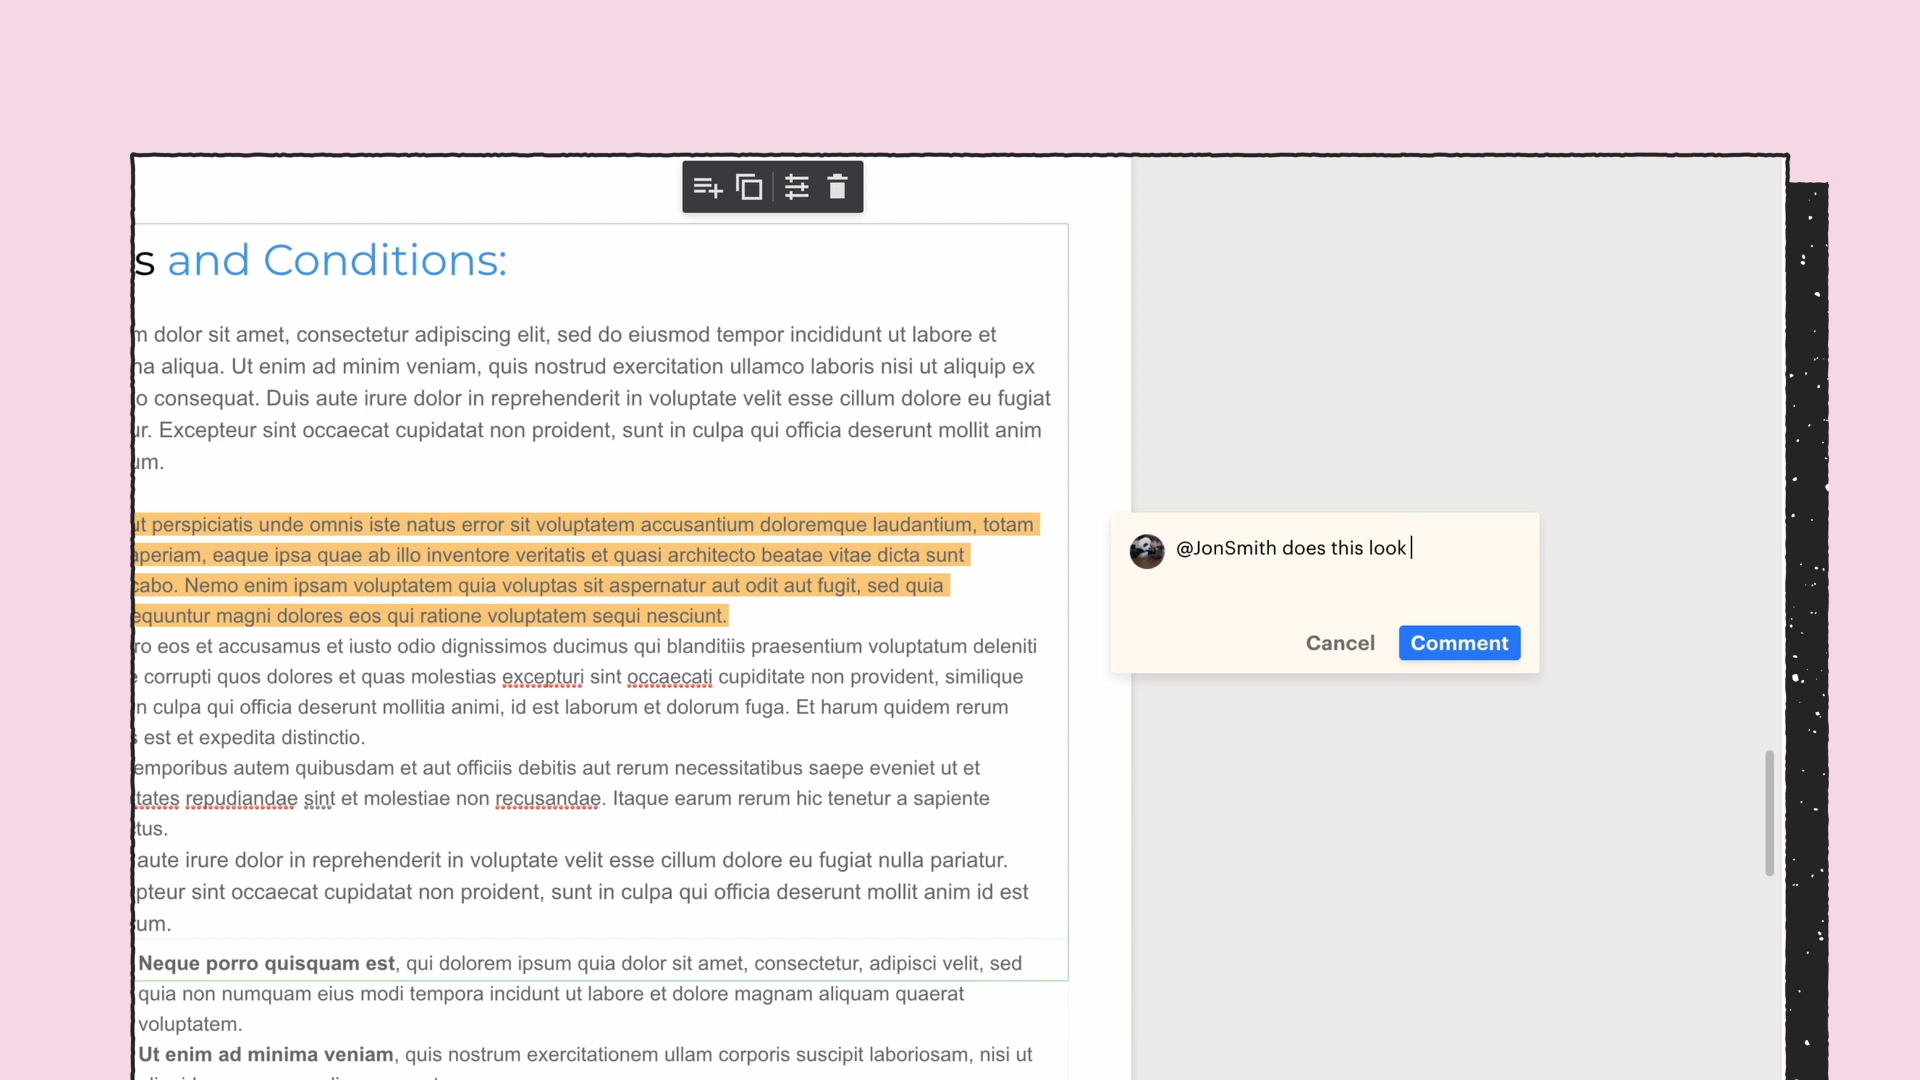 s and Conditions:
m dolor sit amet, consectetur adipiscing elit, sed do eiusmod tempor incididunt ut labore et
na aliqua. Ut enim ad minim veniam, quis nostrud exercitation ullamco laboris nisi ut aliquip ex
o consequat. Duis aute irure dolor in reprehenderit in voluptate velit esse cillum dolore eu fugiat
ur. Excepteur sint occaecat cupidatat non proident, sunt in culpa qui officia deserunt mollit anim
um.
ut perspiciatis unde omnis iste natus error sit voluptatem accusantium doloremque laudantium, totam
aperiam, eaque ipsa quae ab illo inventore veritatis et quasi architecto beatae vitae dicta sunt
cabo. Nemo enim ipsam voluptatem quia voluptas sit aspernatur aut odit aut fugit, sed quia
equuntur magni dolores eos qui ratione voluptatem sequi nesciunt.
ro eos et accusamus et iusto odio dignissimos ducimus qui blanditiis praesentium voluptatum deleniti
corrupti quos dolores et quas molestias excepturi sint occaecati cupiditate non provident, similique
n culpa qui officia deserunt mollitia animi, id est laborum et dolorum fuga. Et harum quidem rerum
s est et expedita distinctio.
emporibus autem quibusdam et aut officiis debitis aut rerum necessitatibus saepe eveniet ut et
tates repudiandae sint et molestiae non recusandae. Itaque earum rerum hic tenetur a sapiente
tus.
aute irure dolor in reprehenderit in voluptate velit esse cillum dolore eu fugiat nulla pariatur.
pteur sint occaecat cupidatat non proident, sunt in culpa qui officia deserunt mollit anim id est
um.
Neque porro quisquam est, qui dolorem ipsum quia dolor sit amet, consectetur, adipisci velit, sed
quia non numquam eius modi tempora incidunt ut labore et dolore magnam aliquam quaerat
voluptatem.
Ut enim ad minima veniam, quis nostrum exercitationem ullam corporis suscipit laboriosam, nisi ut
@JonSmith does this look
Cancel Comment